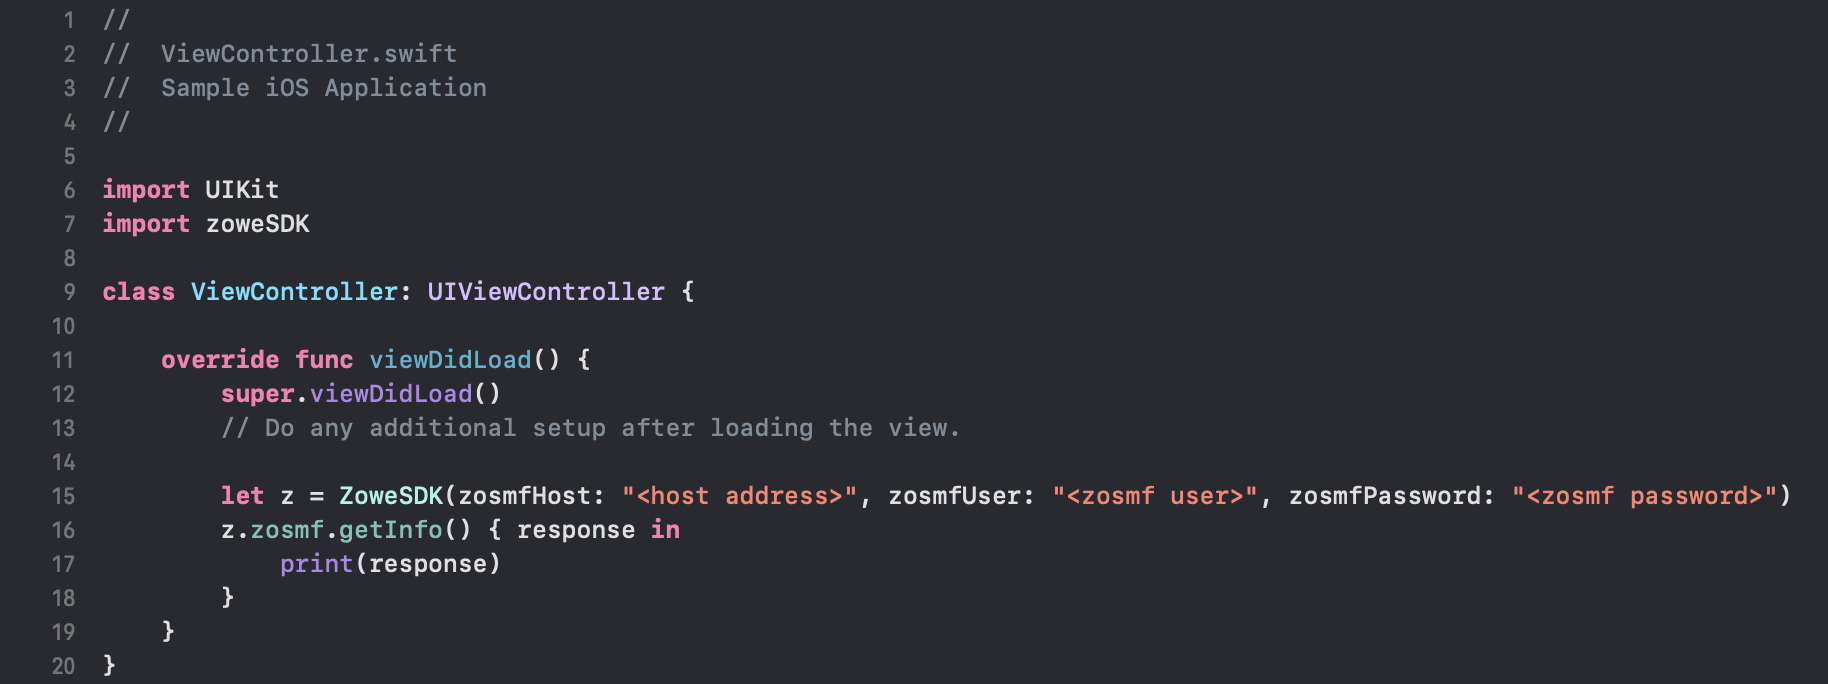 1 //
2 //  ViewController.swift
3 //  Sample iOS Application
4 //
5
6 import UIKit
7 import zoweSDK
8
9 class ViewController: UIViewController {
10
11     override func viewDidLoad() {
12         super.viewDidLoad()
13         // Do any additional setup after loading the view.
14
15         let z = ZoweSDK(zosmfHost: "<host address>", zosmfUser: "<zosmf user>", zosmfPassword: "<zosmf password>")
16         z.zosmf.getInfo() { response in
17             print(response)
18         }
19     }
20 }